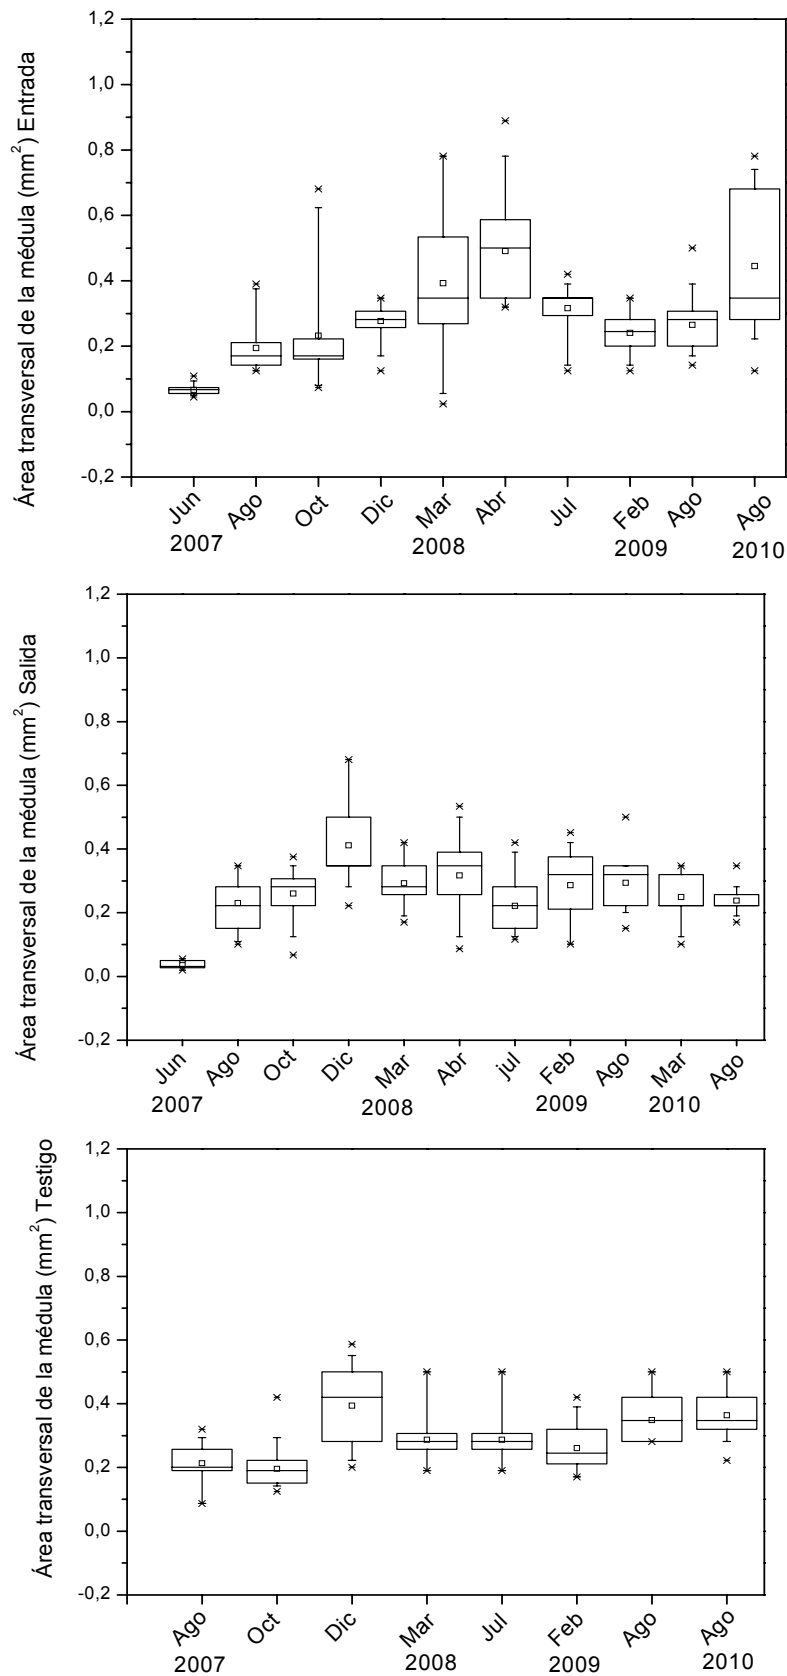 Área transversal de la médula (mm²) Entrada
1,2
1,0
0,8
0,6
0,4
0,2
0,0
-0,2
Jun Ago Oct Dic Mar Abr Jul Feb Ago Ago
2007 2008 2009 2010
Área transversal de la médula (mm²) Salida
1,2
1,0
0,8
0,6
0,4
0,2
0,0
-0,2
Jun Ago Oct Dic Mar Abr jul Feb Ago Mar Ago
2007 2008 2009 2010
Área transversal de la médula (mm²) Testigo
1,2
1,0
0,8
0,6
0,4
0,2
0,0
-0,2
Ago Oct Dic Mar Jul Feb Ago Ago
2007 2008 2009 2010